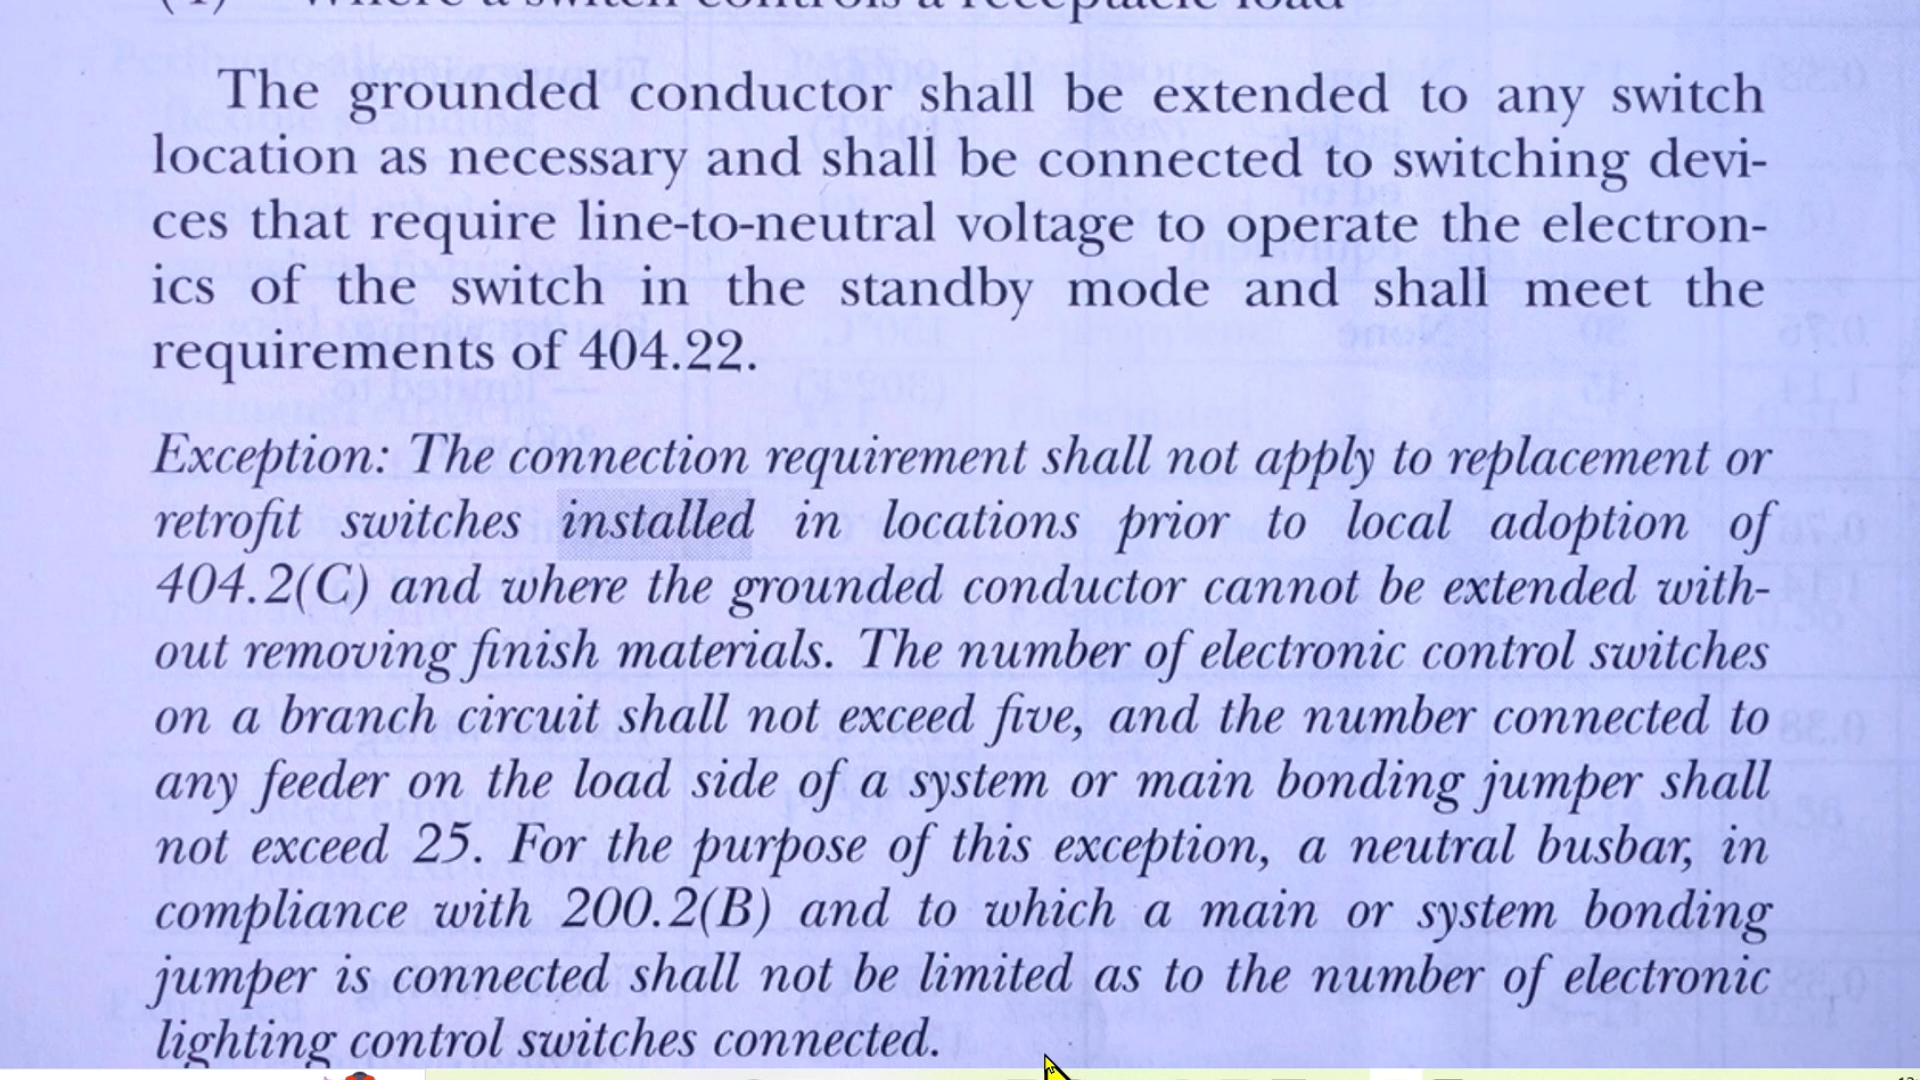 (4) Where a switch controls a receptacle load
The grounded conductor shall be extended to any switch
location as necessary and shall be connected to switching devi-
ces that require line-to-neutral voltage to operate the electron-
ics of the switch in the standby mode and shall meet the
requirements of 404.22.
Exception: The connection requirement shall not apply to replacement or
retrofit switches installed in locations prior to local adoption of
404.2(C) and where the grounded conductor cannot be extended with-
out removing finish materials. The number of electronic control switches
on a branch circuit shall not exceed five, and the number connected to
any feeder on the load side of a system or main bonding jumper shall
not exceed 25. For the purpose of this exception, a neutral busbar, in
compliance with 200.2(B) and to which a main or system bonding
jumper is connected shall not be limited as to the number of electronic
lighting control switches connected.